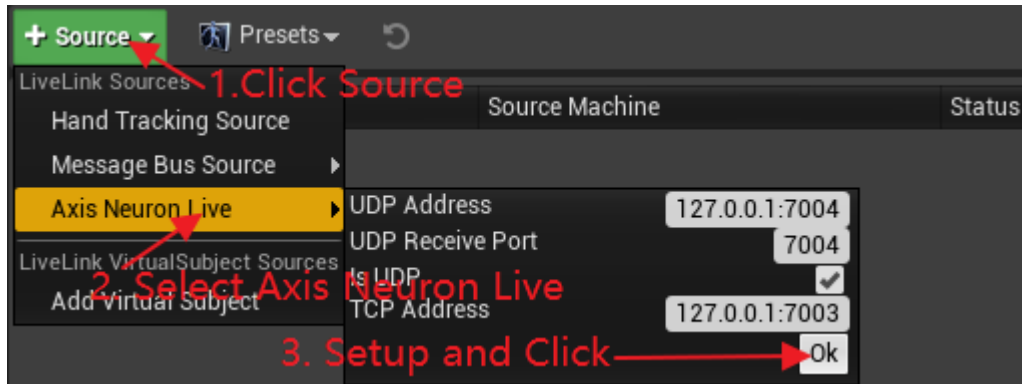 + Source Presets
1.Click Source
LiveLink Sources
Source Machine Status
Hand Tracking Source
Message Bus Source
Axis Neuron Live
UDP Address 127.0.0.1:7004
UDP Receive Port 7004
LiveLink VirtualSubject Sources
Is UDP
2. Select Axis Neuron Live
Add Virtual Subject
TCP Address 127.0.0.1:7003
3. Setup and Click
Ok